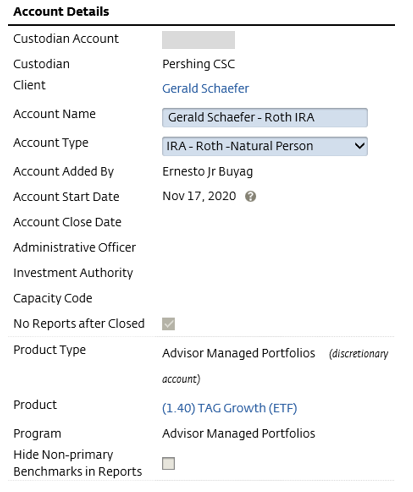 Account Details
Custodian Account
Custodian Pershing CSC
Client Gerald Schaefer
Account Name Gerald Schaefer - Roth IRA
Account Type IRA - Roth -Natural Person
Account Added By Ernesto Jr Buyag
Account Start Date Nov 17, 2020 ?
Account Close Date
Administrative Officer
Investment Authority
Capacity Code
No Reports after Closed
Product Type Advisor Managed Portfolios (discretionary
account)
Product (1.40) TAG Growth (ETF)
Program Advisor Managed Portfolios
Hide Non-primary
Benchmarks in Reports